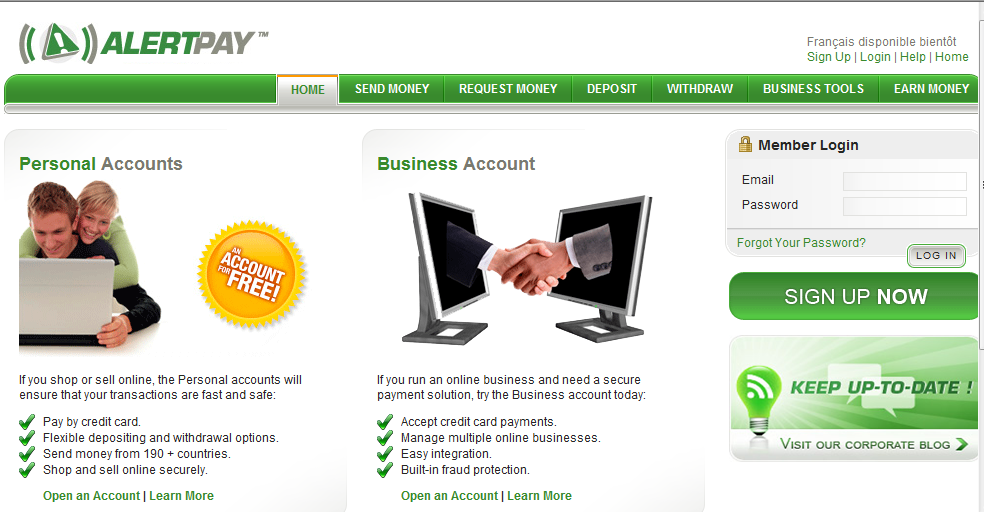 ALERTPAY™
Français disponible bientôt
Sign Up | Login | Help | Home
HOME
SEND MONEY
REQUEST MONEY
DEPOSIT
WITHDRAW
BUSINESS TOOLS
EARN MONEY
Personal Accounts
AN
ACCOUNT
FOR
FREE!
If you shop or sell online, the Personal accounts will
ensure that your transactions are fast and safe:
Pay by credit card.
Flexible depositing and withdrawal options.
Send money from 190 + countries.
Shop and sell online securely.
Open an Account | Learn More
Business Account
If you run an online business and need a secure
payment solution, try the Business account today:
Accept credit card payments.
Manage multiple online businesses.
Easy integration.
Built-in fraud protection.
Open an Account | Learn More
Member Login
Email
Password
Forgot Your Password?
LOG IN
SIGN UP NOW
KEEP UP-TO-DATE !
VISIT OUR CORPORATE BLOG